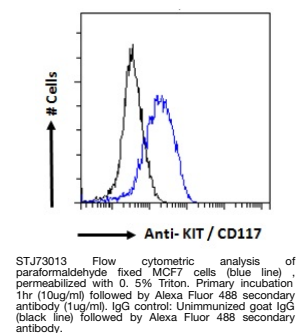 # Cells
Anti- KIT / CD117
STJ73013 Flow cytometric analysis of
paraformaldehyde fixed MCF7 cells (blue line) ,
permeabilized with 0. 5% Triton. Primary incubation
1hr (10ug/ml) followed by Alexa Fluor 488 secondary
antibody (1ug/ml). IgG control: Unimmunized goat IgG
(black line) followed by Alexa Fluor 488 secondary
antibody.